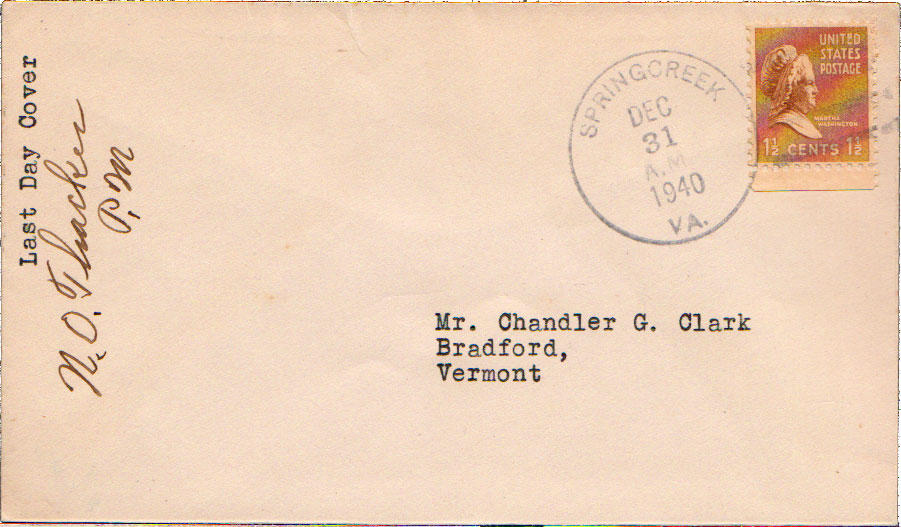 Last Day Cover
N. O. Thacker
P. M
SPRINGCREEK
DEC
31
A.M.
1940
VA.
UNITED
STATES
POSTAGE
MARTHA
WASHINGTON
1½ CENTS 1½
Mr. Chandler G. Clark
Bradford,
Vermont